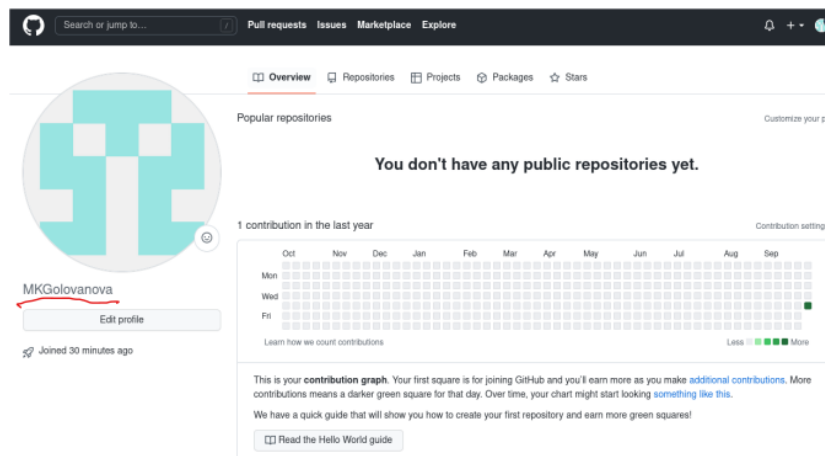 Search or jump to... /
Pull requests Issues Marketplace Explore
Overview Repositories Projects Packages Stars
Popular repositories
Customize your p
You don't have any public repositories yet.
1 contribution in the last year
Contribution setting
Oct Nov Dec Jan Feb Mar Apr May Jun Jul Aug Sep
Mon
Wed
Fri
Learn how we count contributions
Less More
MKGolovanova
Edit profile
Joined 30 minutes ago
This is your contribution graph. Your first square is for joining GitHub and you'll earn more as you make additional contributions. More
contributions means a darker green square for that day. Over time, your chart might start looking something like this.
We have a quick guide that will show you how to create your first repository and earn more green squares!
Read the Hello World guide